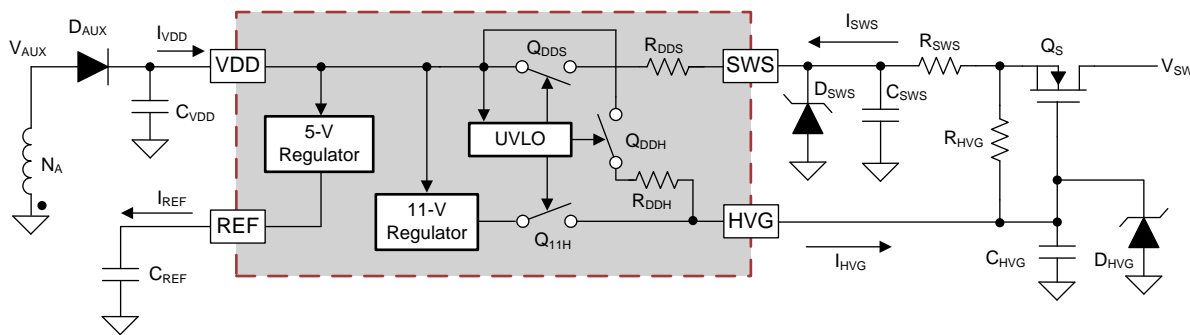 VAUX
DAUX
IVDD
VDD
CVDD
NA
IREF
REF
CREF
5-V
Regulator
11-V
Regulator
UVLO
QDDS
RDDS
QDDH
RDDH
Q11H
SWS
HVG
ISWS
DSWS
CSWS
RSWS
QS
VSW
RHVG
IHVG
CHVG
DHVG